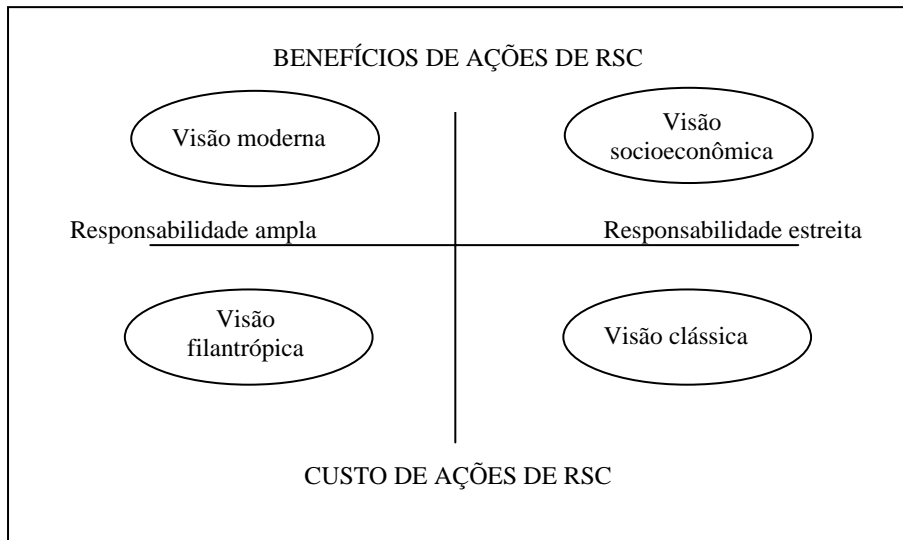 BENEFÍCIOS DE AÇÕES DE RSC
Visão moderna
Visão
socioeconômica
Responsabilidade ampla
Responsabilidade estreita
Visão
filantrópica
Visão clássica
CUSTO DE AÇÕES DE RSC